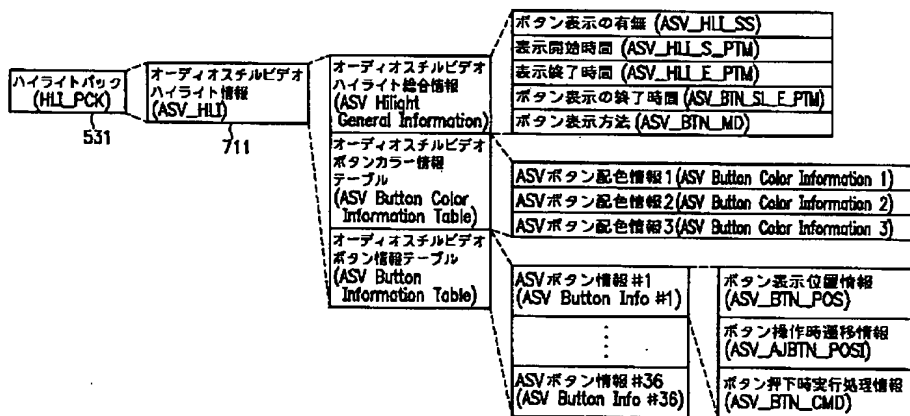 ハイライトパック
(HLI_PCK)
531
オーディオスチルビデオ
ハイライト情報
(ASV_HLI)
711
オーディオスチルビデオ
ハイライト総合情報
(ASV Hilight
General Information)
オーディオスチルビデオ
ボタンカラー情報
テーブル
(ASV Button Color
Information Table)
オーディオスチルビデオ
ボタン情報テーブル
(ASV Button
Information Table)
ボタン表示の有無 (ASV_HLI_SS)
表示開始時間 (ASV_HLI_S_PTM)
表示終了時間 (ASV_HLI_E_PTM)
ボタン表示の終了時間 (ASV_BTN_SL_E_PTM)
ボタン表示方法 (ASV_BTN_MD)
ASVボタン配色情報1(ASV Button Color Information 1)
ASVボタン配色情報2(ASV Button Color Information 2)
ASVボタン配色情報3(ASV Button Color Information 3)
ASVボタン情報#1
(ASV Button Info #1)
ASVボタン情報#36
(ASV Button Info #36)
ボタン表示位置情報
(ASV_BTN_POS)
ボタン操作時遷移情報
(ASV_AJBTN_POSI)
ボタン押下時実行処理情報
(ASV_BTN_CMD)